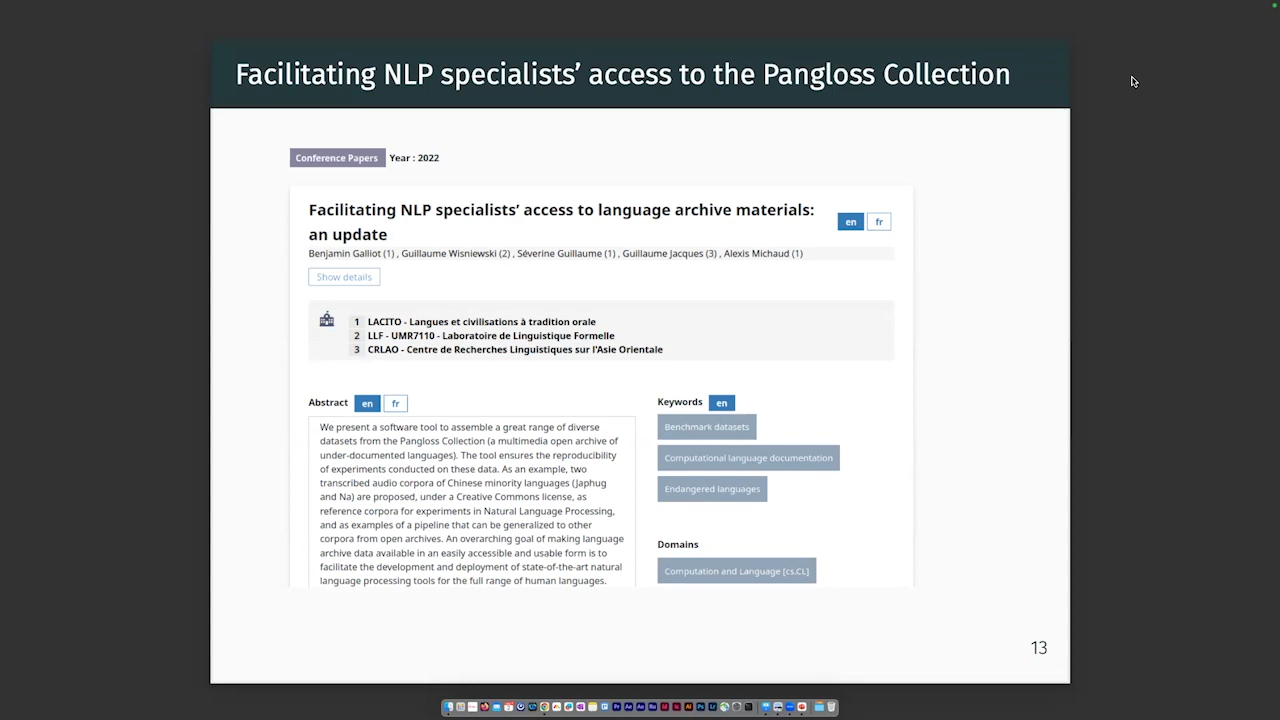 Facilitating NLP specialists’ access to the Pangloss Collection
Conference Papers Year : 2022
Facilitating NLP specialists’ access to language archive materials:
an update
en fr
Benjamin Galliot (1) , Guillaume Wisniewski (2) , Séverine Guillaume (1) , Guillaume Jacques (3) , Alexis Michaud (1)
Show details
1 LACITO - Langues et civilisations à tradition orale
2 LLF - UMR7110 - Laboratoire de Linguistique Formelle
3 CRLAO - Centre de Recherches Linguistiques sur l'Asie Orientale
Abstract en fr
We present a software tool to assemble a great range of diverse
datasets from the Pangloss Collection (a multimedia open archive of
under-documented languages). The tool ensures the reproducibility
of experiments conducted on these data. As an example, two
transcribed audio corpora of Chinese minority languages (Japhug
and Na) are proposed, under a Creative Commons license, as
reference corpora for experiments in Natural Language Processing,
and as examples of a pipeline that can be generalized to other
corpora from open archives. An overarching goal of making language
archive data available in an easily accessible and usable form is to
facilitate the development and deployment of state-of-the-art natural
language processing tools for the full range of human languages.
Keywords en
Benchmark datasets
Computational language documentation
Endangered languages
Domains
Computation and Language [cs.CL]
13